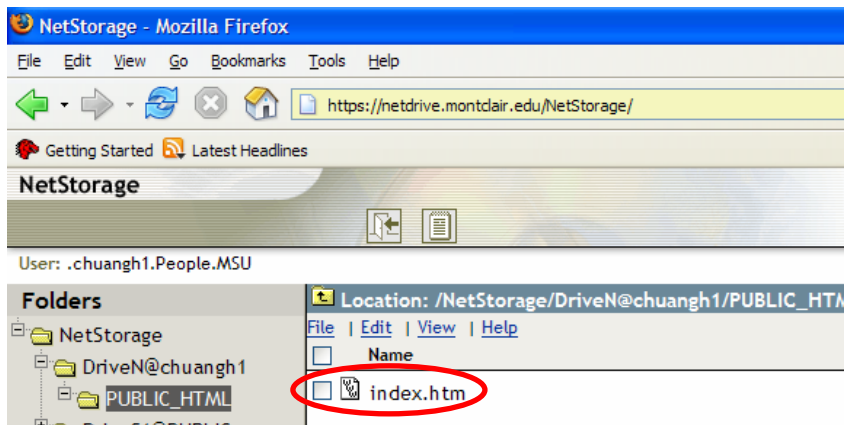 NetStorage - Mozilla Firefox
File Edit View Go Bookmarks Tools Help
https://netdrive.montclair.edu/NetStorage/
Getting Started Latest Headlines
NetStorage
User: .chuangh1.People.MSU
Folders
Location: /NetStorage/DriveN@chuangh1/PUBLIC_HTM
File | Edit | View | Help
NetStorage
Name
DriveN@chuangh1
index.htm
PUBLIC_HTML